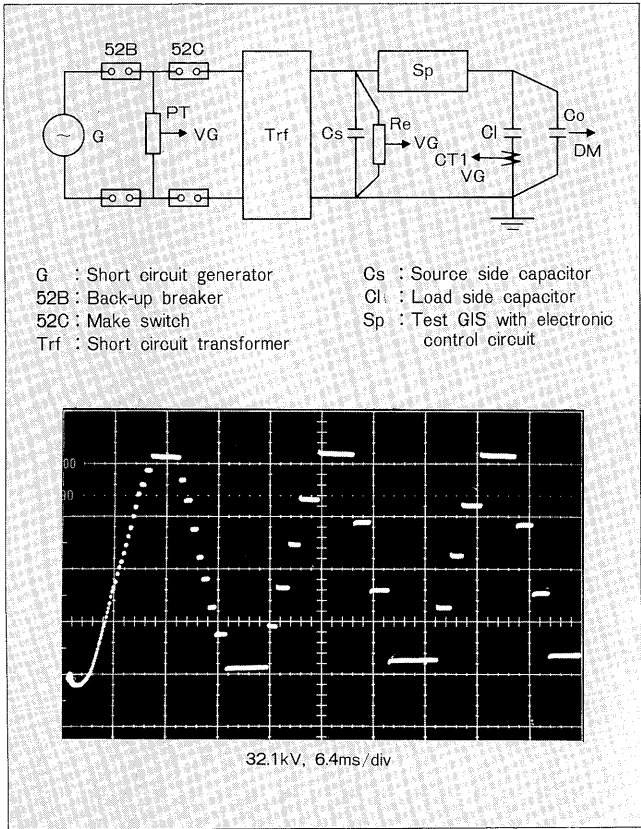 52B 52C
G
PT
VG
Trf
Cs
Re
VG
Sp
Cl
CT1
VG
Co
DM
G : Short circuit generator
52B : Back-up breaker
52C : Make switch
Trf : Short circuit transformer
Cs : Source side capacitor
Cl : Load side capacitor
Sp : Test GIS with electronic
control circuit
32.1kV, 6.4ms/div